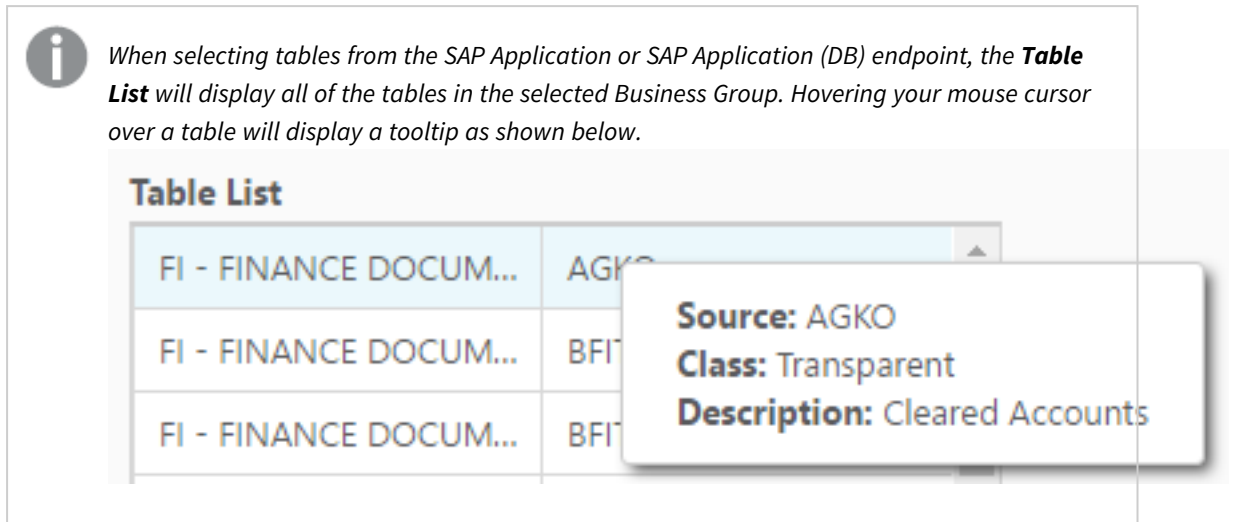 When selecting tables from the SAP Application or SAP Application (DB) endpoint, the Table
List will display all of the tables in the selected Business Group. Hovering your mouse cursor
over a table will display a tooltip as shown below.
Table List
FI - FINANCE DOCUM...
Source: AGKO
FI - FINANCE DOCUM...
Class: Transparent
Description: Cleared Accounts
FI - FINANCE DOCUM...